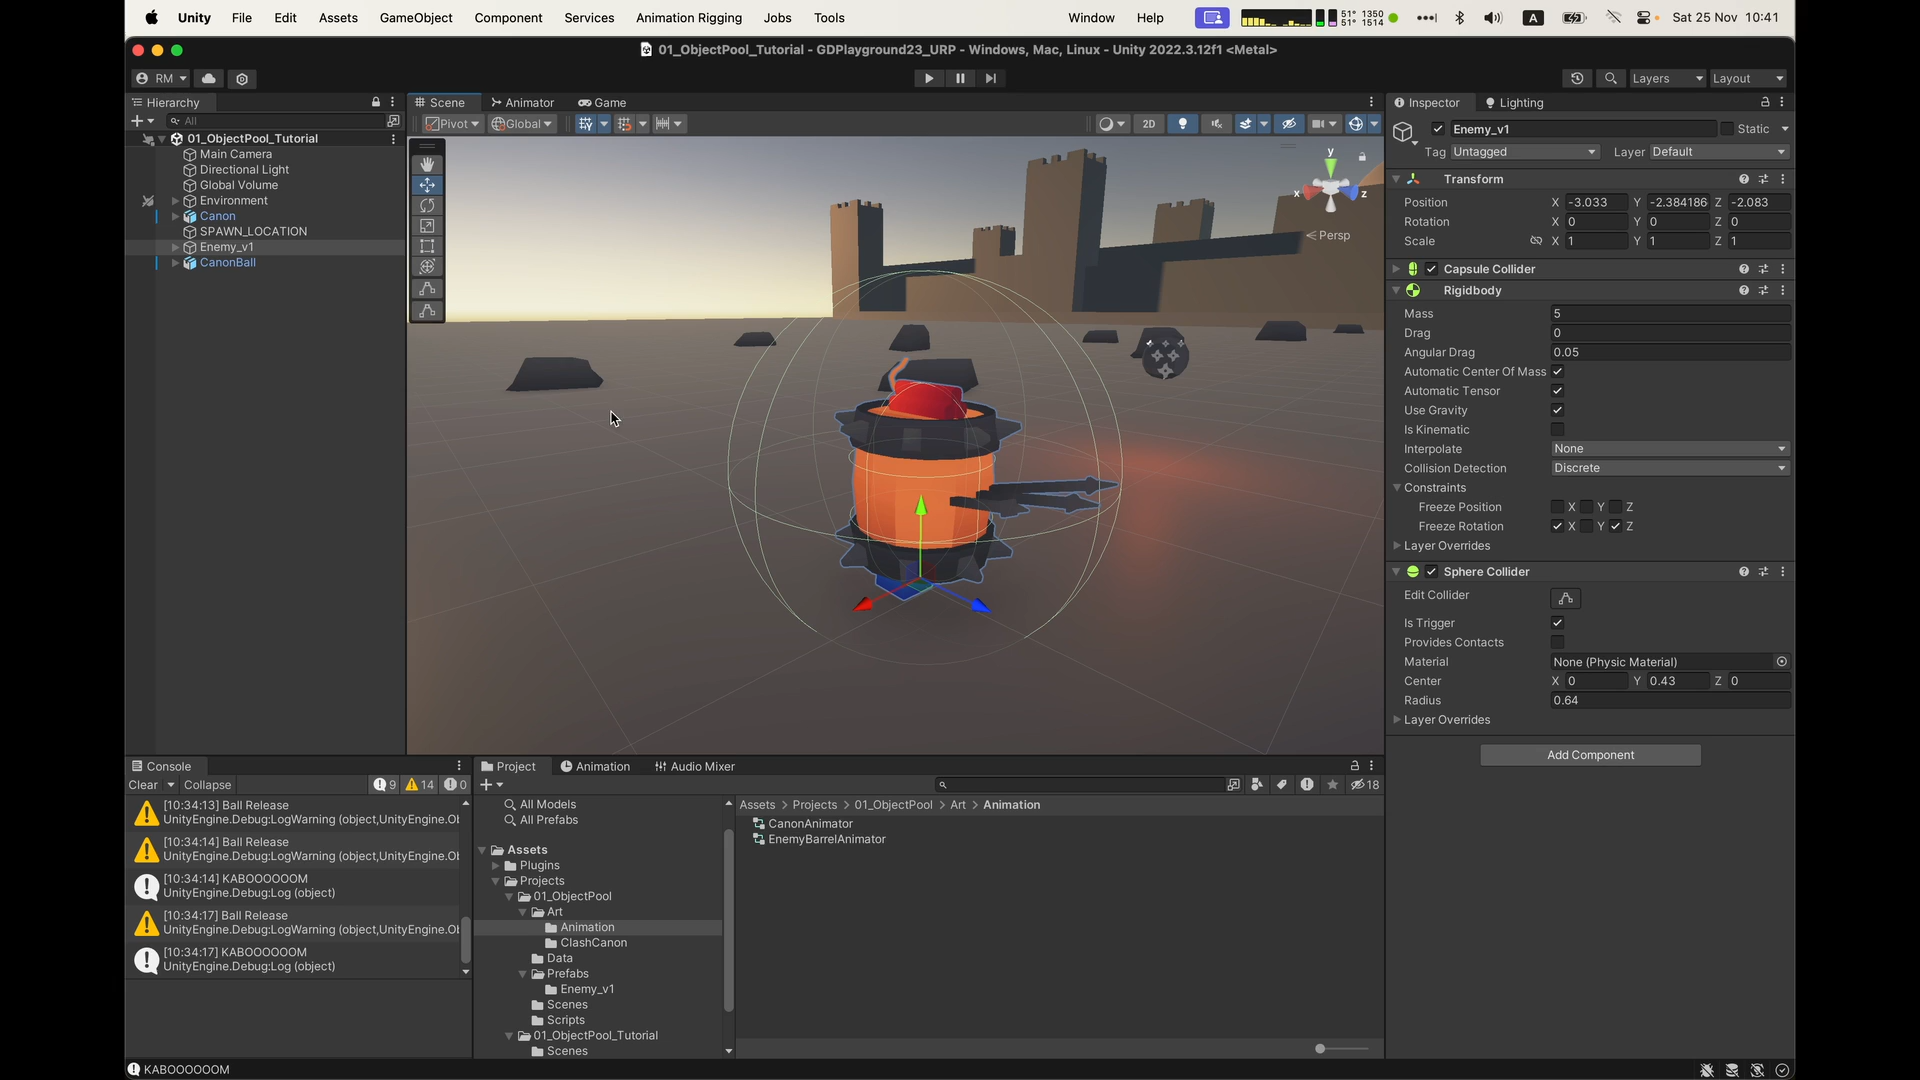 Unity File Edit Assets GameObject Component Services Animation Rigging Jobs Tools Window Help 51° 1350 51° 1514 A Sat 25 Nov 10:41
01_ObjectPool_Tutorial - GDPlayground23_URP - Windows, Mac, Linux - Unity 2022.3.12f1 <Metal>
RM Layers Layout
Hierarchy
All
01_ObjectPool_Tutorial
Main Camera
Directional Light
Global Volume
Environment
Canon
SPAWN_LOCATION
Enemy_v1
CanonBall
Scene Animator Game
Pivot Global 2D
y
x z
Persp
Inspector Lighting
Enemy_v1 Static
Tag Untagged Layer Default
Transform
Position X -3.033 Y -2.384186 Z -2.083
Rotation X 0 Y 0 Z 0
Scale X 1 Y 1 Z 1
Capsule Collider
Rigidbody
Mass 5
Drag 0
Angular Drag 0.05
Automatic Center Of Mass
Automatic Tensor
Use Gravity
Is Kinematic
Interpolate None
Collision Detection Discrete
Constraints
Freeze Position X Y Z
Freeze Rotation X Y Z
Layer Overrides
Sphere Collider
Edit Collider
Is Trigger
Provides Contacts
Material None (Physic Material)
Center X 0 Y 0.43 Z 0
Radius 0.64
Layer Overrides
Add Component
Console
Clear Collapse 9 14 0
[10:34:13] Ball Release
UnityEngine.Debug:LogWarning (object,UnityEngine.Ob
[10:34:14] Ball Release
UnityEngine.Debug:LogWarning (object,UnityEngine.Ob
[10:34:14] KABOOOOOOM
UnityEngine.Debug:Log (object)
[10:34:17] Ball Release
UnityEngine.Debug:LogWarning (object,UnityEngine.Ob
[10:34:17] KABOOOOOOM
UnityEngine.Debug:Log (object)
Project Animation Audio Mixer
18
All Models
All Prefabs
Assets
Plugins
Projects
01_ObjectPool
Art
Animation
ClashCanon
Data
Prefabs
Enemy_v1
Scenes
Scripts
01_ObjectPool_Tutorial
Scenes
Assets > Projects > 01_ObjectPool > Art > Animation
CanonAnimator
EnemyBarrelAnimator
KABOOOOOOM